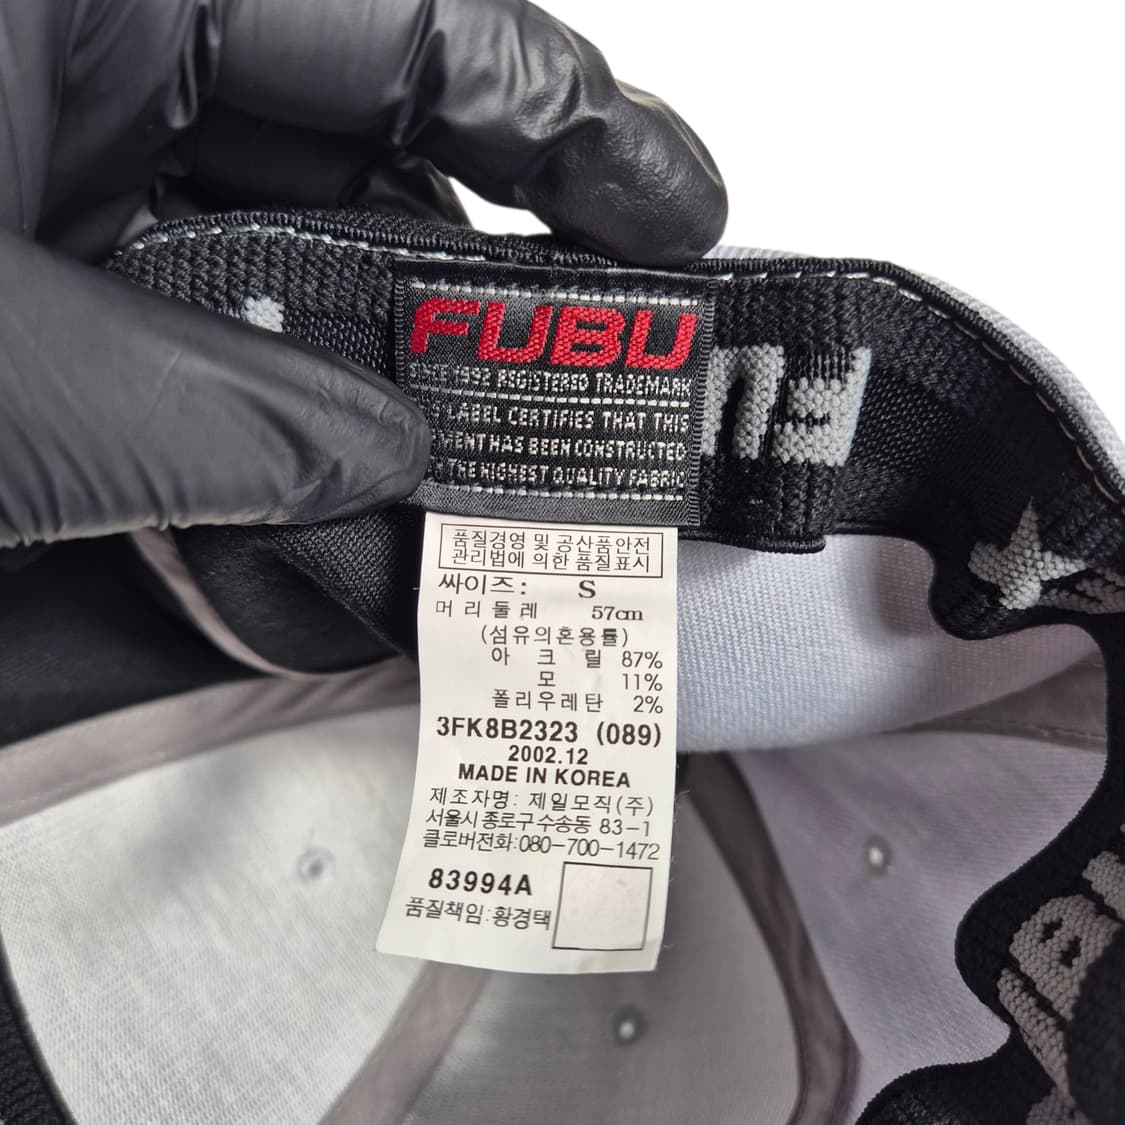 FUBU
1992 REGISTERED TRADEMARK
LABEL CERTIFIES THAT THIS
MENT HAS BEEN CONSTRUCTED
THE HIGHEST QUALITY FABRIC
품질경영 및 공산품안전
관리법에 의한 품질표시
싸이즈: S
머리둘레 57cm
(섬유의혼용률)
아크릴 87%
모 11%
폴리우레탄 2%
3FK8B2323 (089)
2002.12
MADE IN KOREA
제조자명: 제일모직(주)
서울시종로구수송동 83-1
클로버전화:080-700-1472
83994A
품질책임:황경택